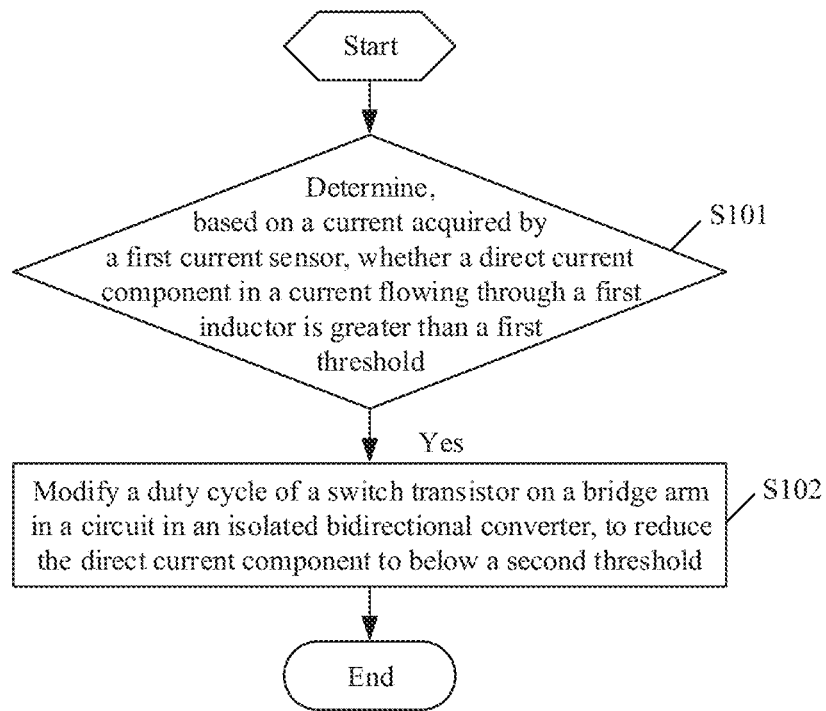 Start
Determine,
based on a current acquired by
a first current sensor, whether a direct current
component in a current flowing through a first
inductor is greater than a first
threshold
S101
Yes
Modify a duty cycle of a switch transistor on a bridge arm
in a circuit in an isolated bidirectional converter, to reduce
the direct current component to below a second threshold
S102
End